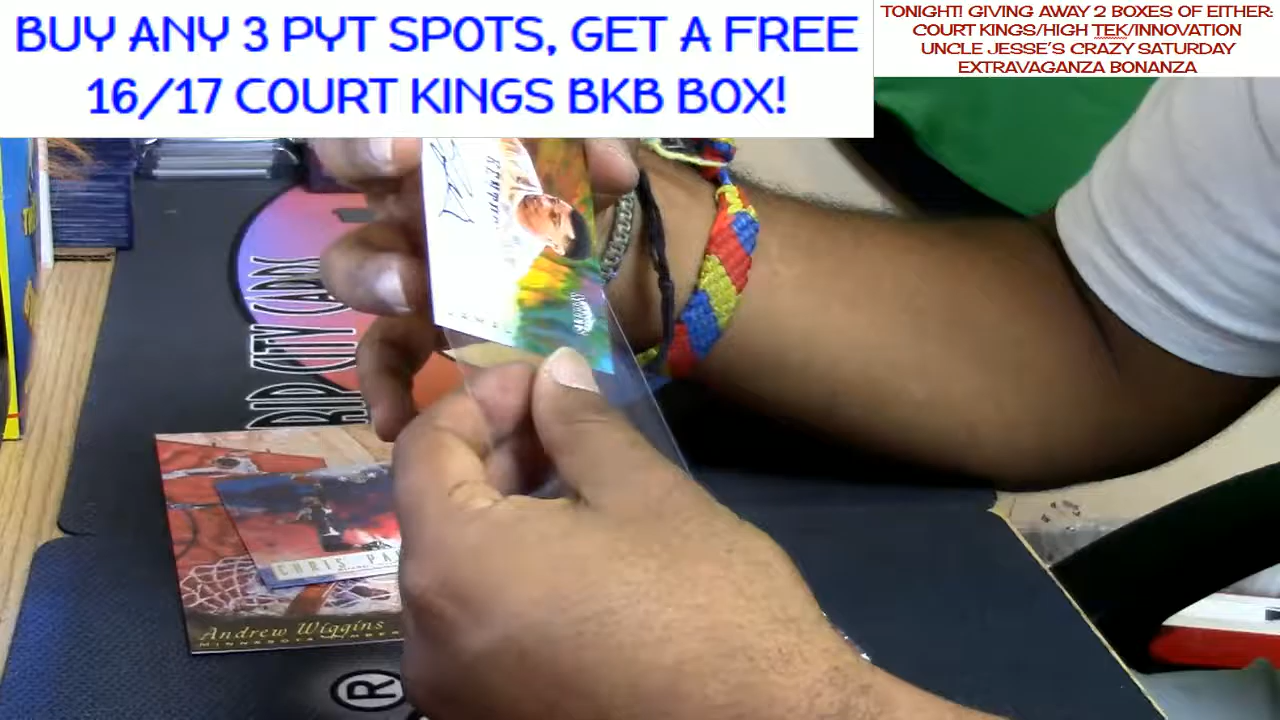 BUY ANY 3 PYT SPOTS, GET A FREE
16/17 COURT KINGS BKB BOX!
TONIGHT! GIVING AWAY 2 BOXES OF EITHER:
COURT KINGS/HIGH TEK/INNOVATION
UNCLE JESSE'S CRAZY SATURDAY
EXTRAVAGANZA BONANZA
RIP CITY CARDS
CHRIS PA
Andrew Wiggins
®